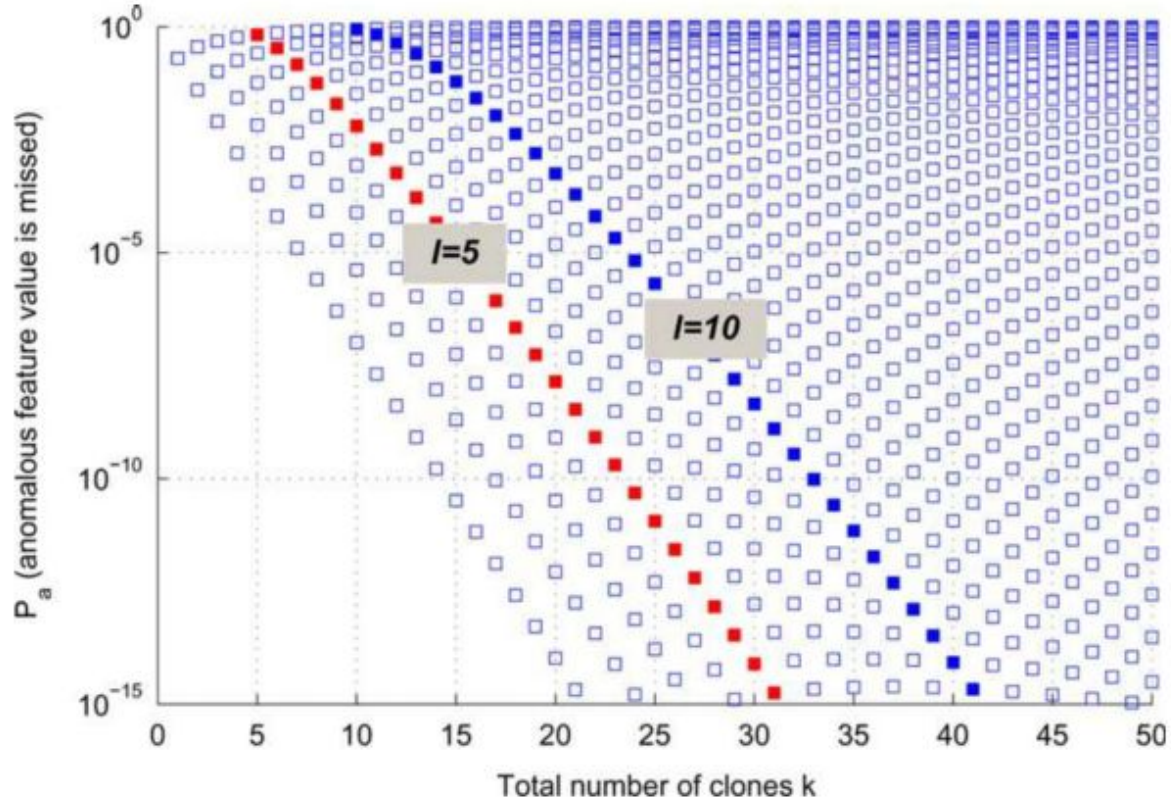 P_a (anomalous feature value is missed)
10^0
10^−5
10^−10
10^−15
l=5
l=10
0 5 10 15 20 25 30 35 40 45 50
Total number of clones k